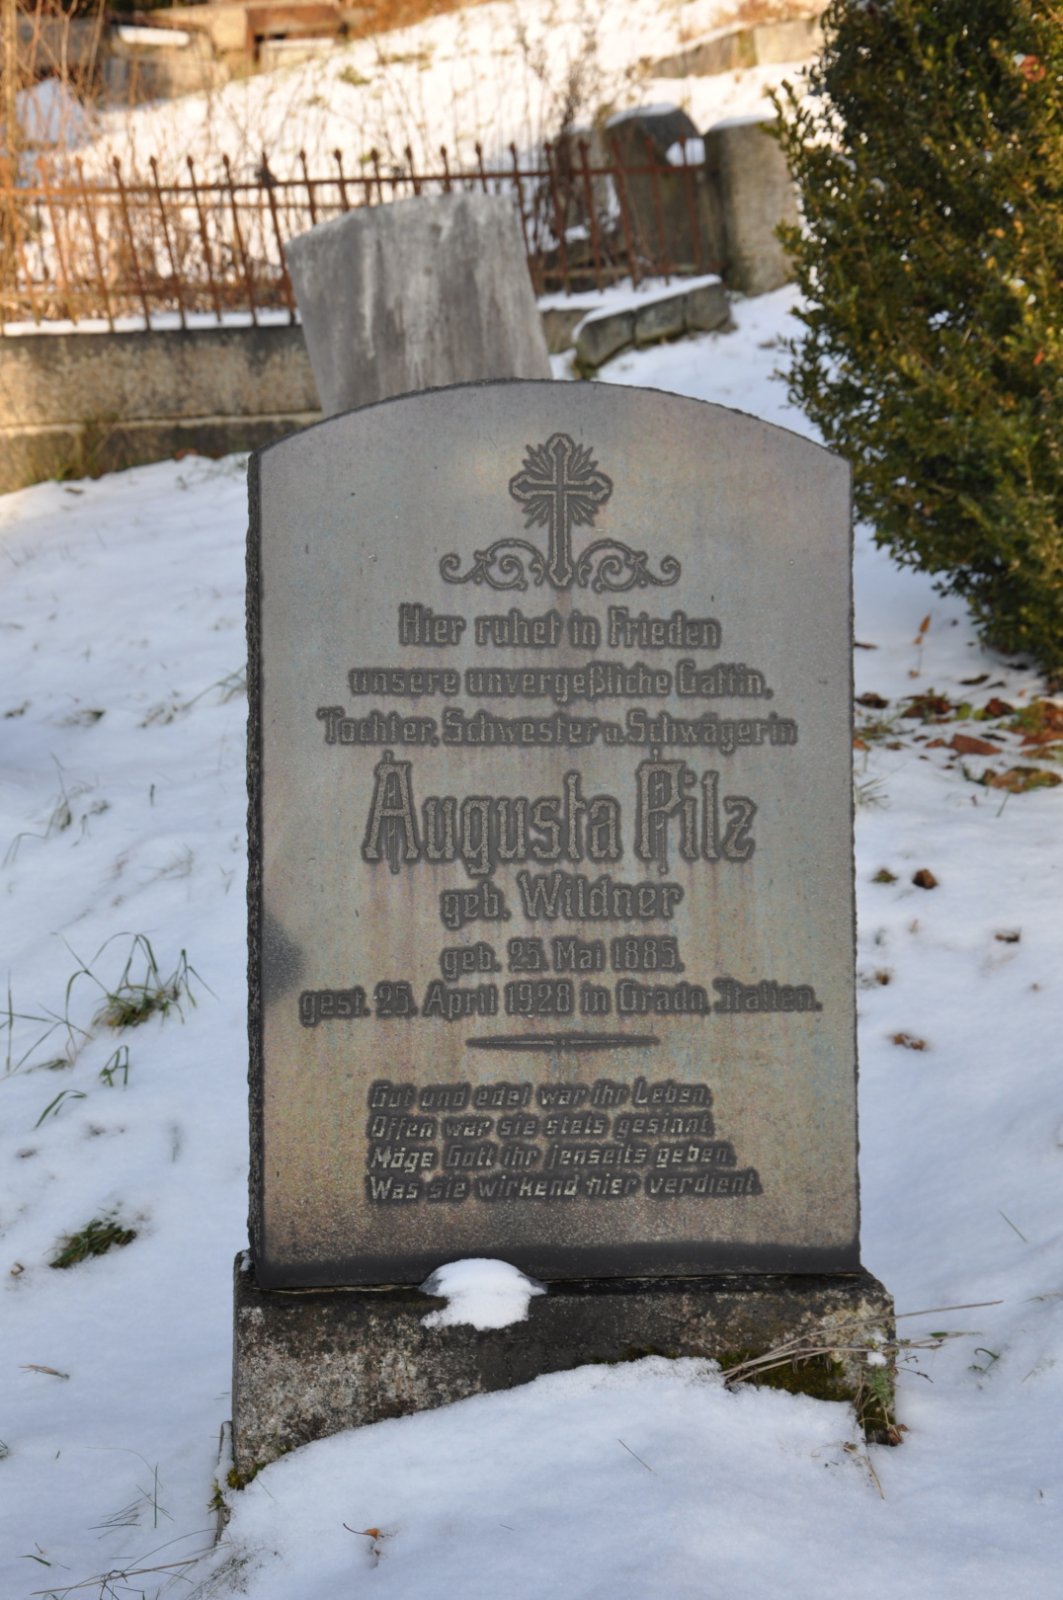 Hier ruhet in Frieden
unsere unvergeßliche Gattin,
Tochter, Schwester u. Schwägerin
Augusta Pilz
geb. Wildner
geb. 25. Mai 1885,
gest. 25. April 1928 in Grado, Italien.
Gut und edel war ihr Leben,
Offen war sie stets gesinnt.
Möge Gott ihr jenseits geben,
Was sie wirkend hier verdient.